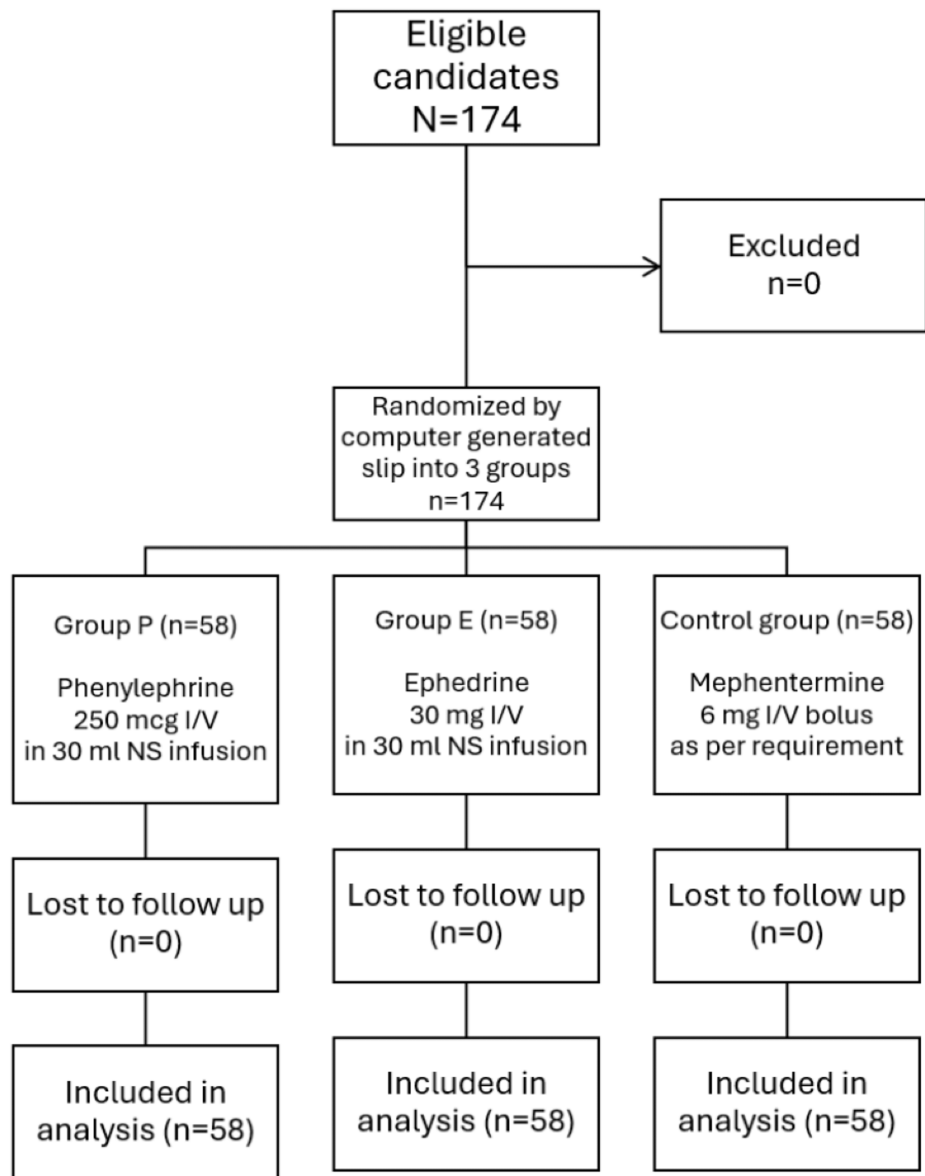 Eligible
candidates
N=174
Excluded
n=0
Randomized by
computer generated
slip into 3 groups
n=174
Group P (n=58)
Phenylephrine
250 mcg I/V
in 30 ml NS infusion
Group E (n=58)
Ephedrine
30 mg I/V
in 30 ml NS infusion
Control group (n=58)
Mephentermine
6 mg I/V bolus
as per requirement
Lost to follow up
(n=0)
Lost to follow up
(n=0)
Lost to follow up
(n=0)
Included in
analysis (n=58)
Included in
analysis (n=58)
Included in
analysis (n=58)